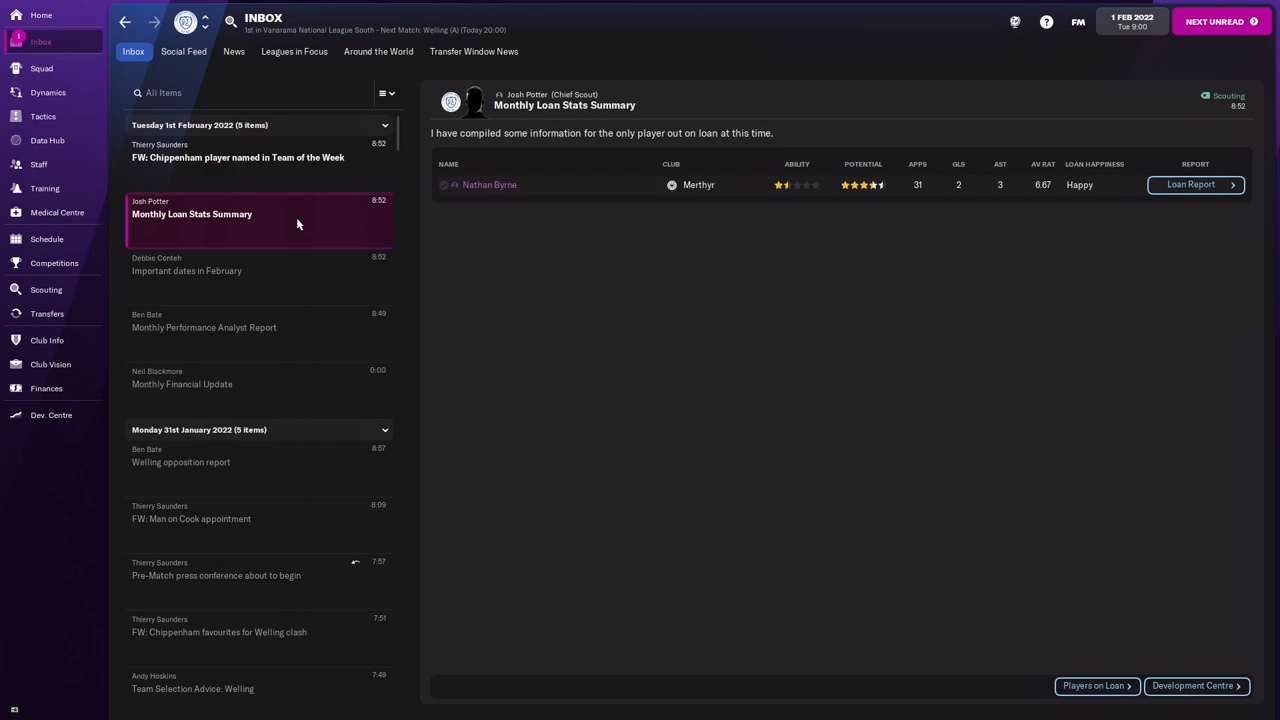 Home
1
Inbox
Squad
Dynamics
Tactics
Data Hub
Staff
Training
Medical Centre
Schedule
Competitions
Scouting
Transfers
Club Info
Club Vision
Finances
Dev. Centre
INBOX
1st in Vanarama National League South - Next Match: Welling (A) (Today 20:00)
FM
1 FEB 2022
Tue 9:00
NEXT UNREAD
Inbox
Social Feed
News
Leagues in Focus
Around the World
Transfer Window News
All Items
Tuesday 1st February 2022 (5 items)
Thierry Saunders 8:52
FW: Chippenham player named in Team of the Week
Josh Potter 8:52
Monthly Loan Stats Summary
Debbie Conteh 8:52
Important dates in February
Ben Bate 8:49
Monthly Performance Analyst Report
Neil Blackmore 0:00
Monthly Financial Update
Monday 31st January 2022 (5 items)
Ben Bate 8:57
Welling opposition report
Thierry Saunders 8:09
FW: Man on Cook appointment
Thierry Saunders 7:57
Pre-Match press conference about to begin
Thierry Saunders 7:51
FW: Chippenham favourites for Welling clash
Andy Hoskins 7:49
Team Selection Advice: Welling
Josh Potter (Chief Scout)
Monthly Loan Stats Summary
Scouting
8:52
I have compiled some information for the only player out on loan at this time.
NAME CLUB ABILITY POTENTIAL APPS GLS AST AV RAT LOAN HAPPINESS REPORT
Nathan Byrne Merthyr 31 2 3 6.67 Happy Loan Report
Players on Loan
Development Centre